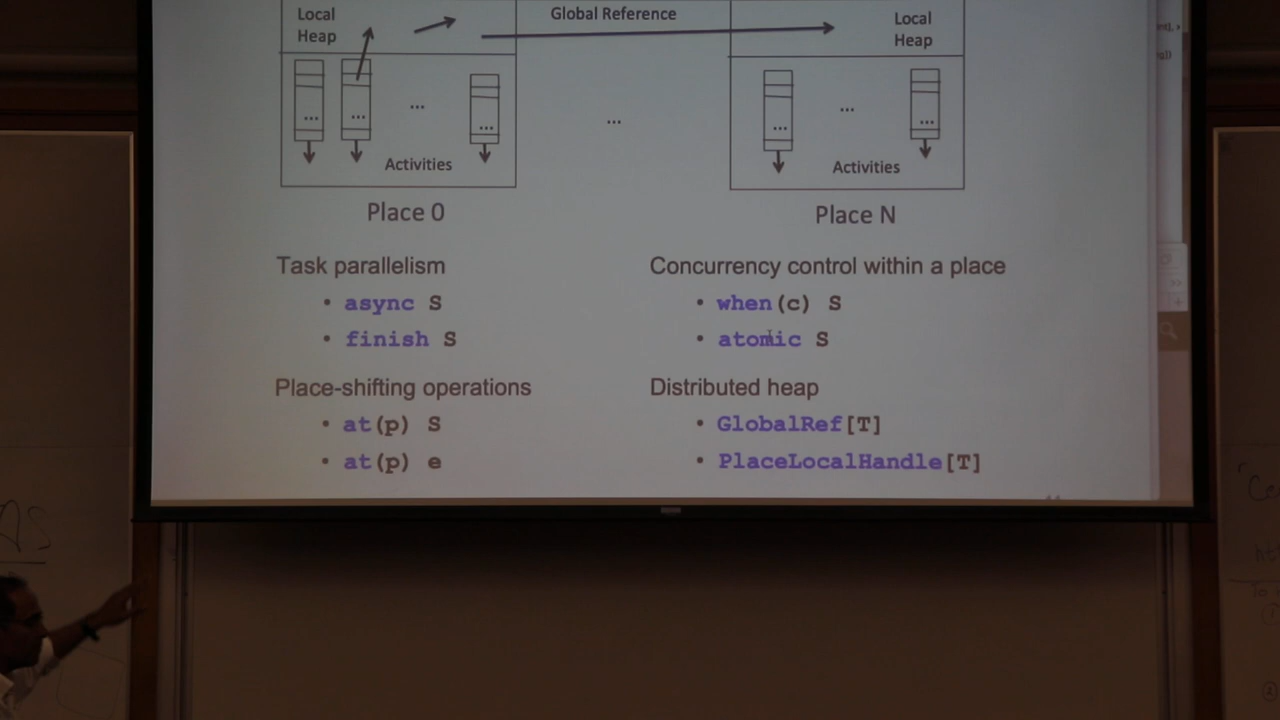 Local
Heap
Global Reference
Local
Heap
...
...
...
...
...
...
...
...
Activities
Activities
Place 0
Place N
Task parallelism
• async S
• finish S
Concurrency control within a place
• when(c) S
• atomic S
Place-shifting operations
• at(p) S
• at(p) e
Distributed heap
• GlobalRef[T]
• PlaceLocalHandle[T]